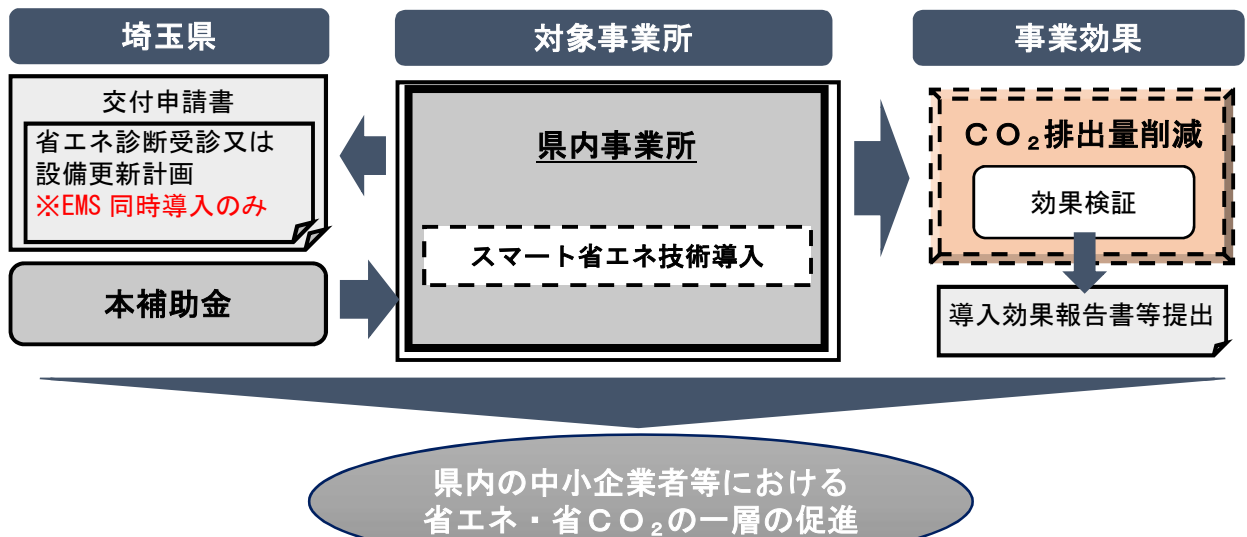 埼玉県
対象事業所
事業効果
交付申請書
省エネ診断受診又は
設備更新計画
※EMS同時導入のみ
本補助金
県内事業所
スマート省エネ技術導入
ＣＯ₂排出量削減
効果検証
導入効果報告書等提出
県内の中小企業者等における
省エネ・省ＣＯ₂の一層の促進